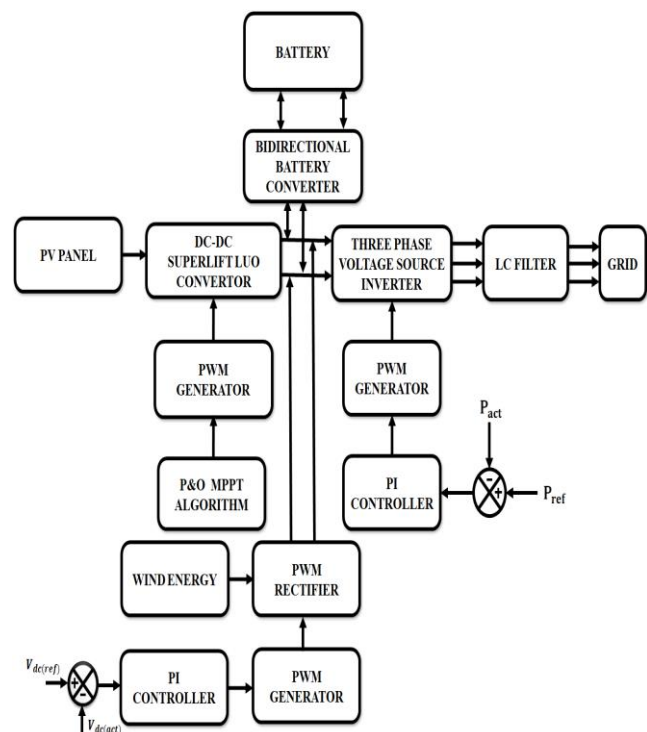 BATTERY
BIDIRECTIONAL
BATTERY
CONVERTER
PV PANEL
DC-DC
SUPERLIFT LUO
CONVERTOR
THREE PHASE
VOLTAGE SOURCE
INVERTER
LC FILTER
GRID
PWM
GENERATOR
PWM
GENERATOR
P&O MPPT
ALGORITHM
PI
CONTROLLER
P_act
-
+
P_ref
WIND ENERGY
PWM
RECTIFIER
V_dc(ref)
+
-
V_dc(act)
PI
CONTROLLER
PWM
GENERATOR